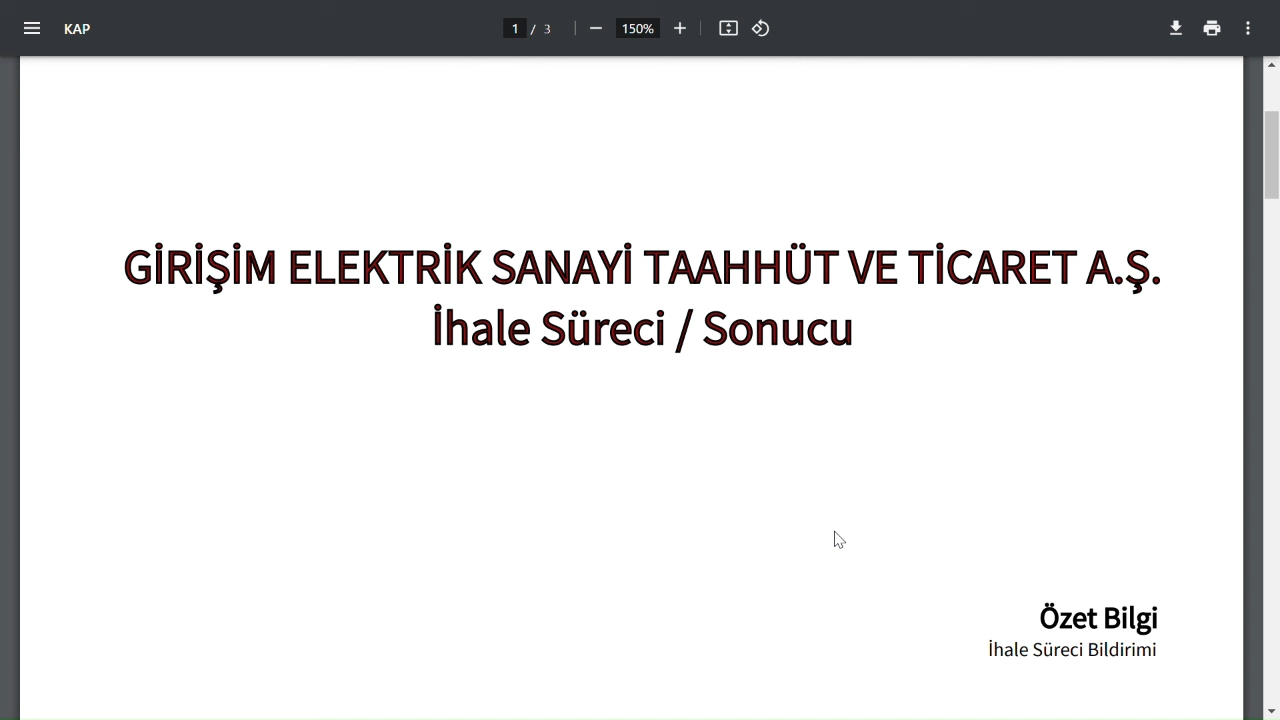 KAP
1 / 3
150%
GİRİŞİM ELEKTRİK SANAYİ TAAHHÜT VE TİCARET A.Ş.
İhale Süreci / Sonucu
Özet Bilgi
İhale Süreci Bildirimi